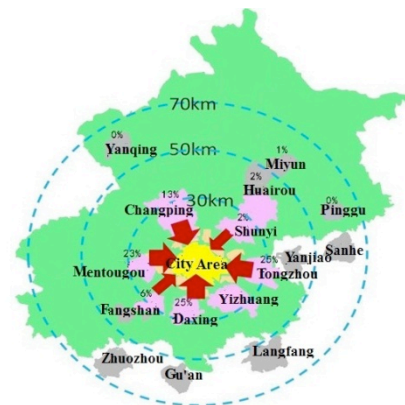 70km
0%
Yanqing
50km
1%
Miyun
2%
Huairou
13%
30km
0%
Changping
Pinggu
2%
Shunyi
Sanhe
23%
City Area
Yanjiao
25%
Mentougou
Tongzhou
6%
Yizhuang
Fangshan
25%
Daxing
Langfang
Zhuozhou
Gu'an